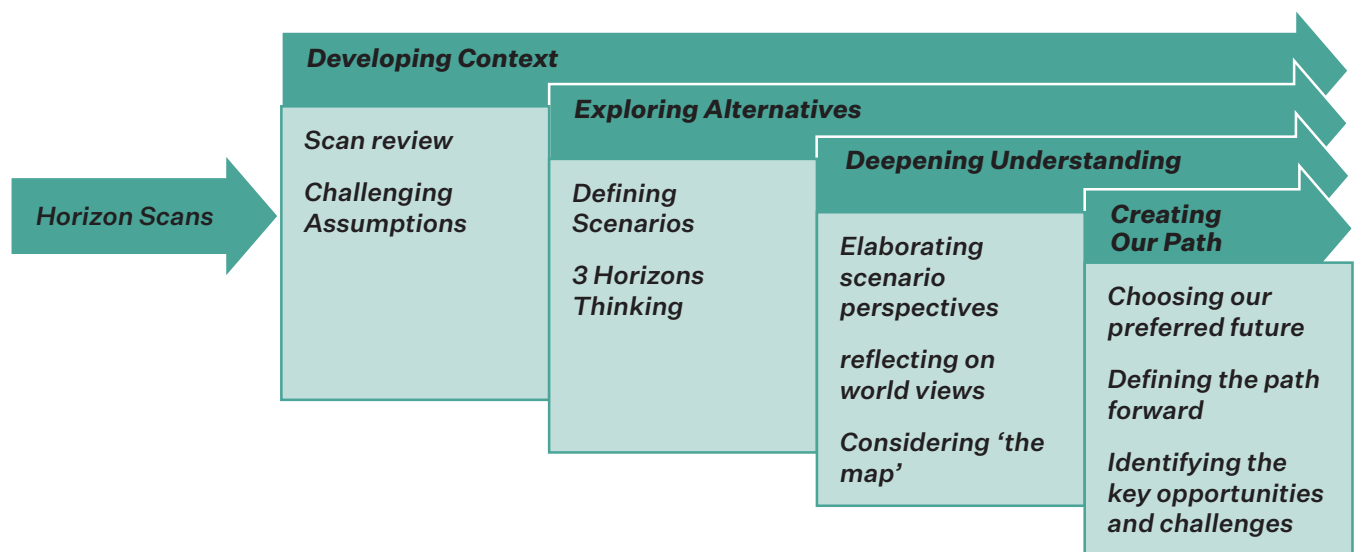 Horizon Scans
Developing Context
Scan review
Challenging
Assumptions
Exploring Alternatives
Defining
Scenarios
3 Horizons
Thinking
Deepening Understanding
Elaborating
scenario
perspectives
reflecting on
world views
Considering ‘the
map’
Creating
Our Path
Choosing our
preferred future
Defining the path
forward
Identifying the
key opportunities
and challenges